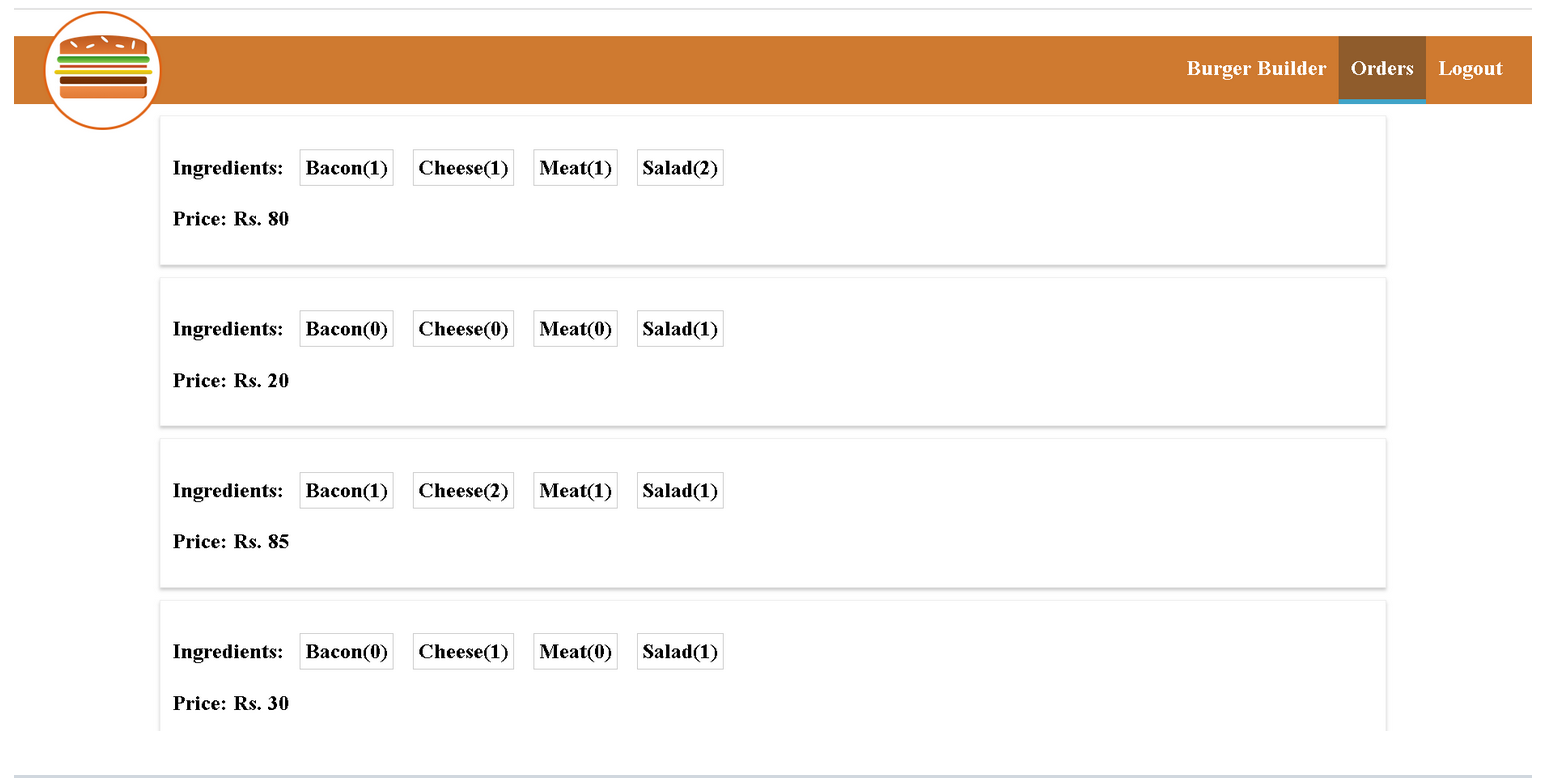 Burger Builder Orders Logout
Ingredients: Bacon(1) Cheese(1) Meat(1) Salad(2)
Price: Rs. 80
Ingredients: Bacon(0) Cheese(0) Meat(0) Salad(1)
Price: Rs. 20
Ingredients: Bacon(1) Cheese(2) Meat(1) Salad(1)
Price: Rs. 85
Ingredients: Bacon(0) Cheese(1) Meat(0) Salad(1)
Price: Rs. 30